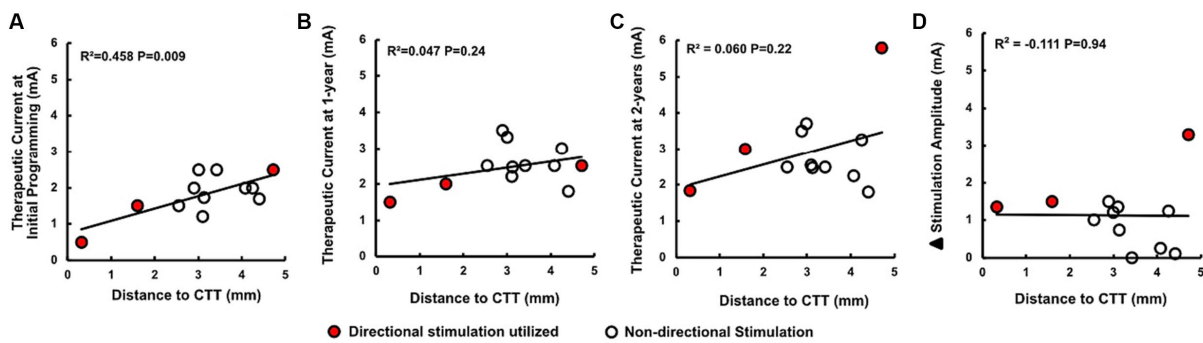 A
R²=0.458 P=0.009
Therapeutic Current at
Initial Programming (mA)
6
5
4
3
2
1
0
0 1 2 3 4 5
Distance to CTT (mm)
B
R²=0.047 P=0.24
Therapeutic Current at 1-year (mA)
6
5
4
3
2
1
0
0 1 2 3 4 5
Distance to CTT (mm)
C
R² = 0.060 P=0.22
Therapeutic Current at 2-years (mA)
6
5
4
3
2
1
0
0 1 2 3 4 5
Distance to CTT (mm)
D
R² = -0.111 P=0.94
▲ Stimulation Amplitude (mA)
6
5
4
3
2
1
0
0 1 2 3 4 5
Distance to CTT (mm)
Directional stimulation utilized
Non-directional Stimulation